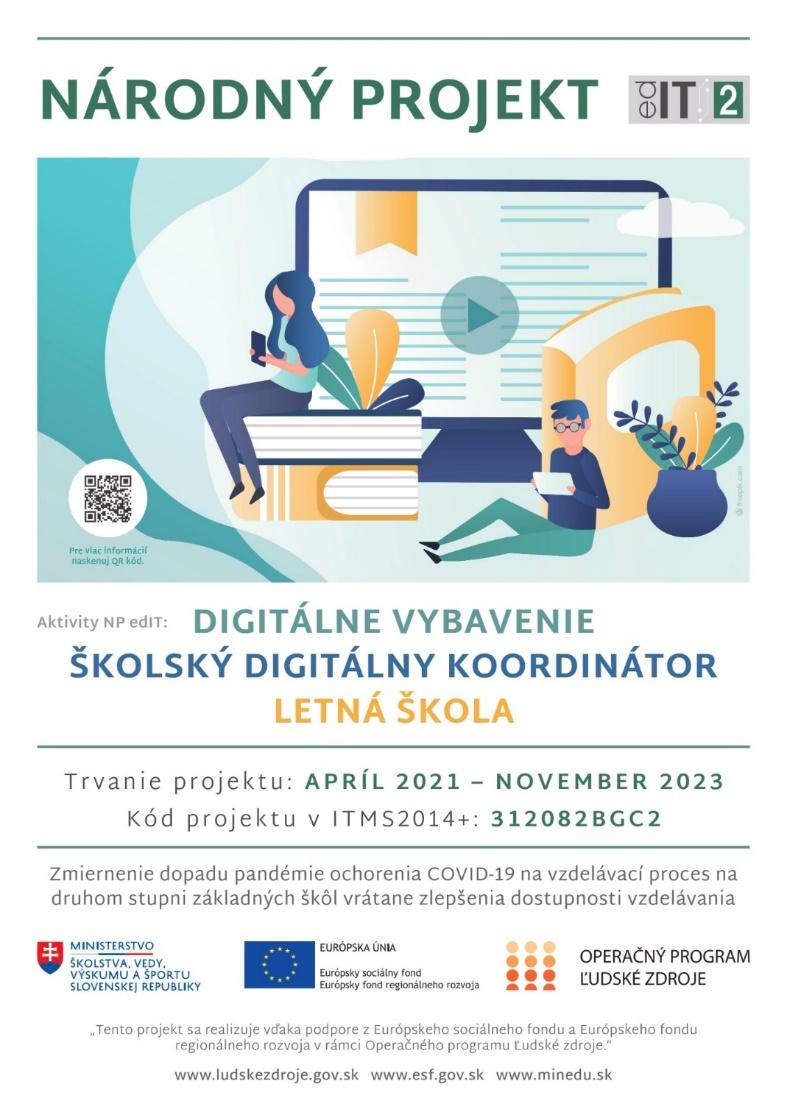 NÁRODNÝ PROJEKT
edIT 2
© freepik.com
Pre viac informácií
naskenuj QR kód.
Aktivity NP edIT: DIGITÁLNE VYBAVENIE
ŠKOLSKÝ DIGITÁLNY KOORDINÁTOR
LETNÁ ŠKOLA
Trvanie projektu: APRÍL 2021 – NOVEMBER 2023
Kód projektu v ITMS2014+: 312082BGC2
Zmiernenie dopadu pandémie ochorenia COVID-19 na vzdelávací proces na
druhom stupni základných škôl vrátane zlepšenia dostupnosti vzdelávania
MINISTERSTVO
ŠKOLSTVA, VEDY,
VÝSKUMU A ŠPORTU
SLOVENSKEJ REPUBLIKY
EURÓPSKA ÚNIA
Európsky sociálny fond
Európsky fond regionálneho rozvoja
OPERAČNÝ PROGRAM
ĽUDSKÉ ZDROJE
„Tento projekt sa realizuje vďaka podpore z Európskeho sociálneho fondu a Európskeho fondu
regionálneho rozvoja v rámci Operačného programu Ľudské zdroje.“
www.ludskezdroje.gov.sk www.esf.gov.sk www.minedu.sk